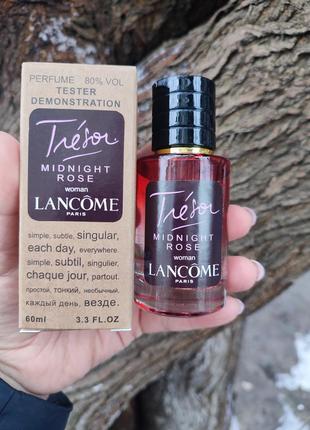 PERFUME 80% VOL
TESTER
DEMONSTRATION
Trésor
MIDNIGHT
ROSE
woman
LANCÔME
PARIS
simple, subtle, singular,
each day, everywhere.
simple, subtil, singulier,
chaque jour, partout.
простой, тонкий, необычный.
каждый день, везде.
60ml 3.3 FL.OZ
Trésor
MIDNIGHT
ROSE
woman
LANCÔME
PARIS